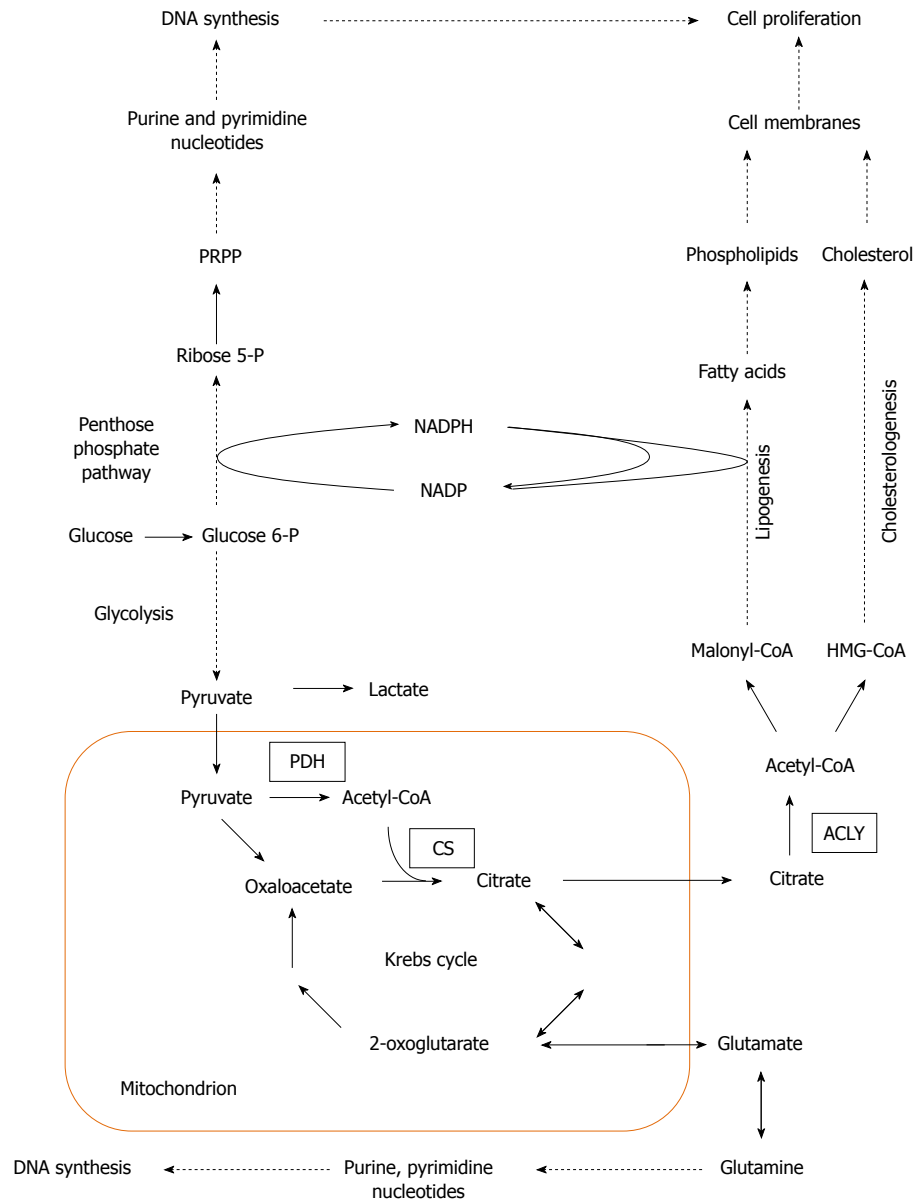 DNA synthesis
Cell proliferation
Purine and pyrimidine
nucleotides
Cell membranes
PRPP
Phospholipids
Cholesterol
Ribose 5-P
Fatty acids
Penthose
phosphate
pathway
NADPH
NADP
Lipogenesis
Cholesterologenesis
Glucose
Glucose 6-P
Glycolysis
Malonyl-CoA
HMG-CoA
Pyruvate
Lactate
PDH
Acetyl-CoA
Pyruvate
Acetyl-CoA
CS
ACLY
Oxaloacetate
Citrate
Citrate
Krebs cycle
2-oxoglutarate
Glutamate
Mitochondrion
DNA synthesis
Purine, pyrimidine
nucleotides
Glutamine